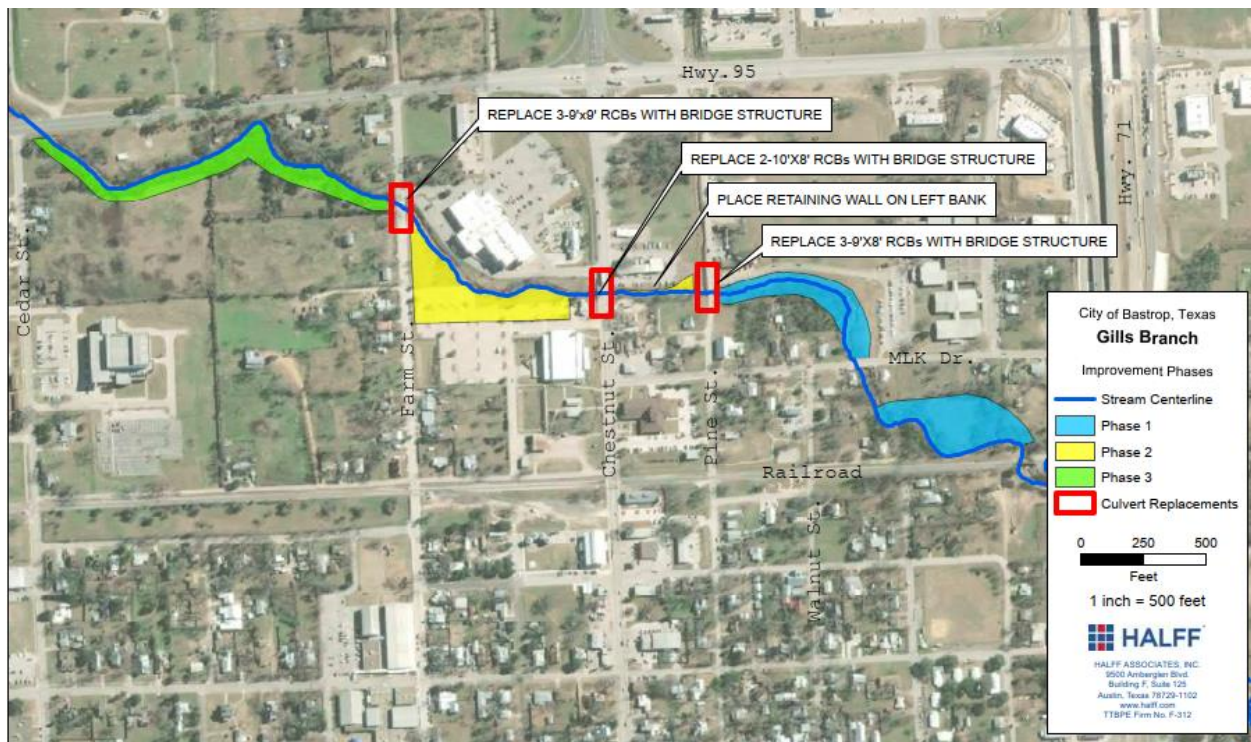 Hwy.95
REPLACE 3-9'x9' RCBs WITH BRIDGE STRUCTURE
REPLACE 2-10'X8' RCBs WITH BRIDGE STRUCTURE
PLACE RETAINING WALL ON LEFT BANK
REPLACE 3-9'X8' RCBs WITH BRIDGE STRUCTURE
Hwy. 71
Cedar St.
Farm St.
Chestnut St.
Pine St.
MLK Dr.
Railroad
Walnut St.
City of Bastrop, Texas
Gills Branch
Improvement Phases
Stream Centerline
Phase 1
Phase 2
Phase 3
Culvert Replacements
0 250 500
Feet
1 inch = 500 feet
HALFF
HALFF ASSOCIATES, INC.
9500 Amberglen Blvd.
Building F, Suite 125
Austin, Texas 78729-1102
www.halff.com
TTBPE Firm No. F-312